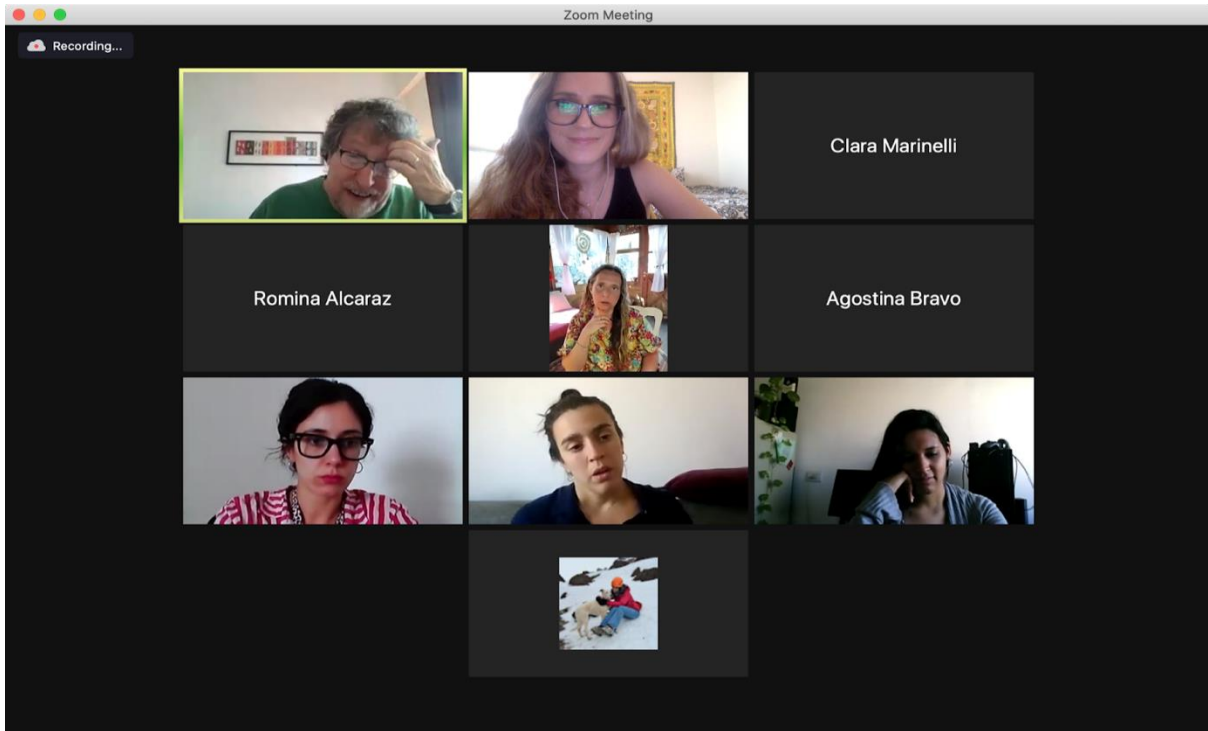 Zoom Meeting
Recording...
Clara Marinelli
Romina Alcaraz
Agostina Bravo